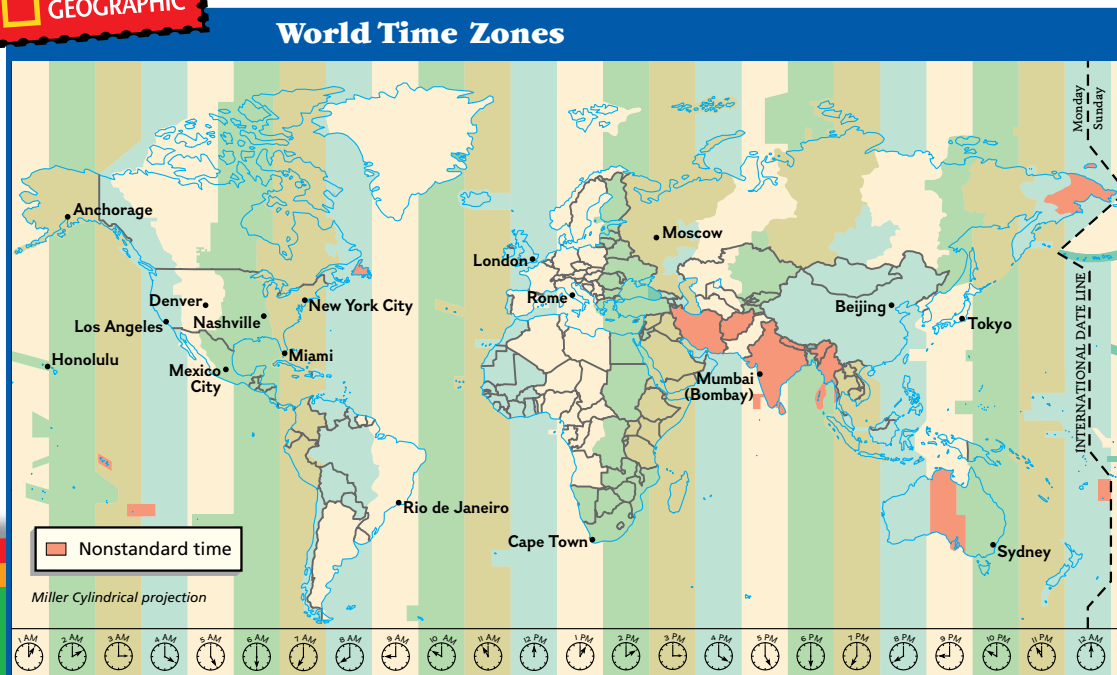 GEOGRAPHIC
World Time Zones
Monday
Sunday
Anchorage
Moscow
London
Denver
New York City
Rome
Beijing
Los Angeles
Nashville
Tokyo
Honolulu
Miami
Mexico
City
Mumbai
(Bombay)
INTERNATIONAL DATE LINE
Rio de Janeiro
Cape Town
Sydney
Nonstandard time
Miller Cylindrical projection
1 AM 2 AM 3 AM 4 AM 5 AM 6 AM 7 AM 8 AM 9 AM 10 AM 11 AM 12 PM 1 PM 2 PM 3 PM 4 PM 5 PM 6 PM 7 PM 8 PM 9 PM 10 PM 11 PM 12 AM